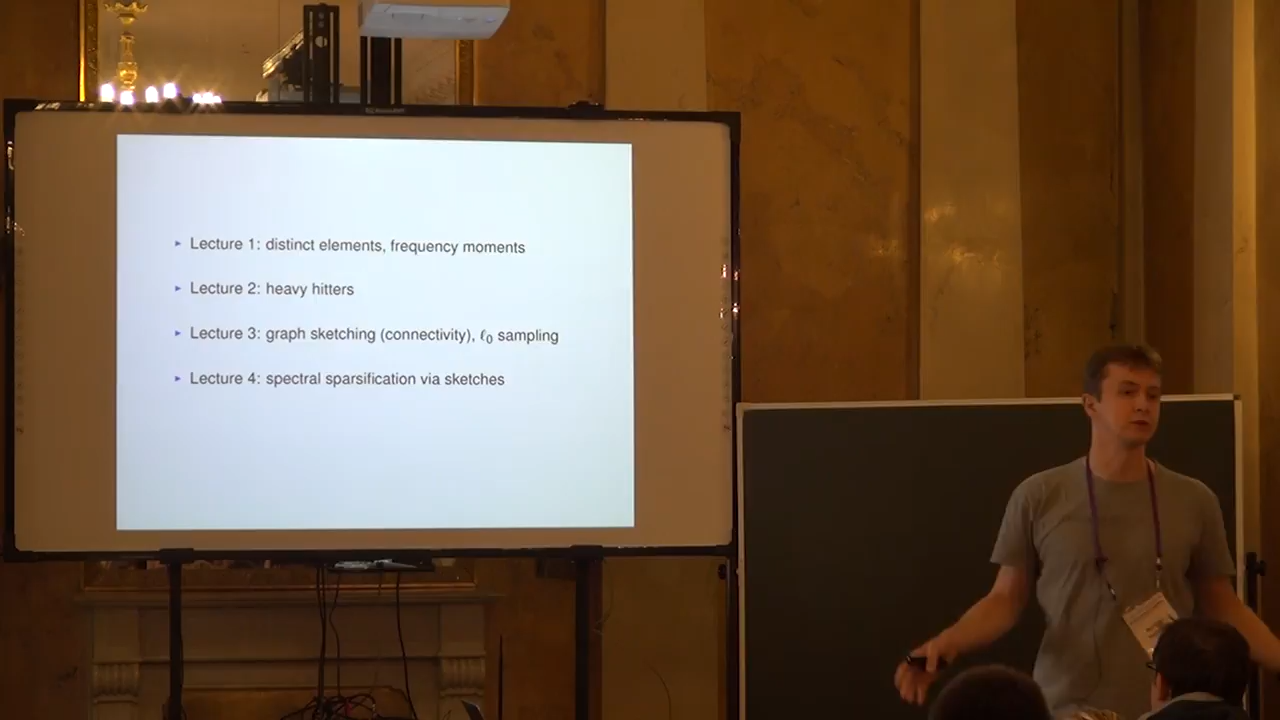 Lecture 1: distinct elements, frequency moments
Lecture 2: heavy hitters
Lecture 3: graph sketching (connectivity), ℓ₀ sampling
Lecture 4: spectral sparsification via sketches